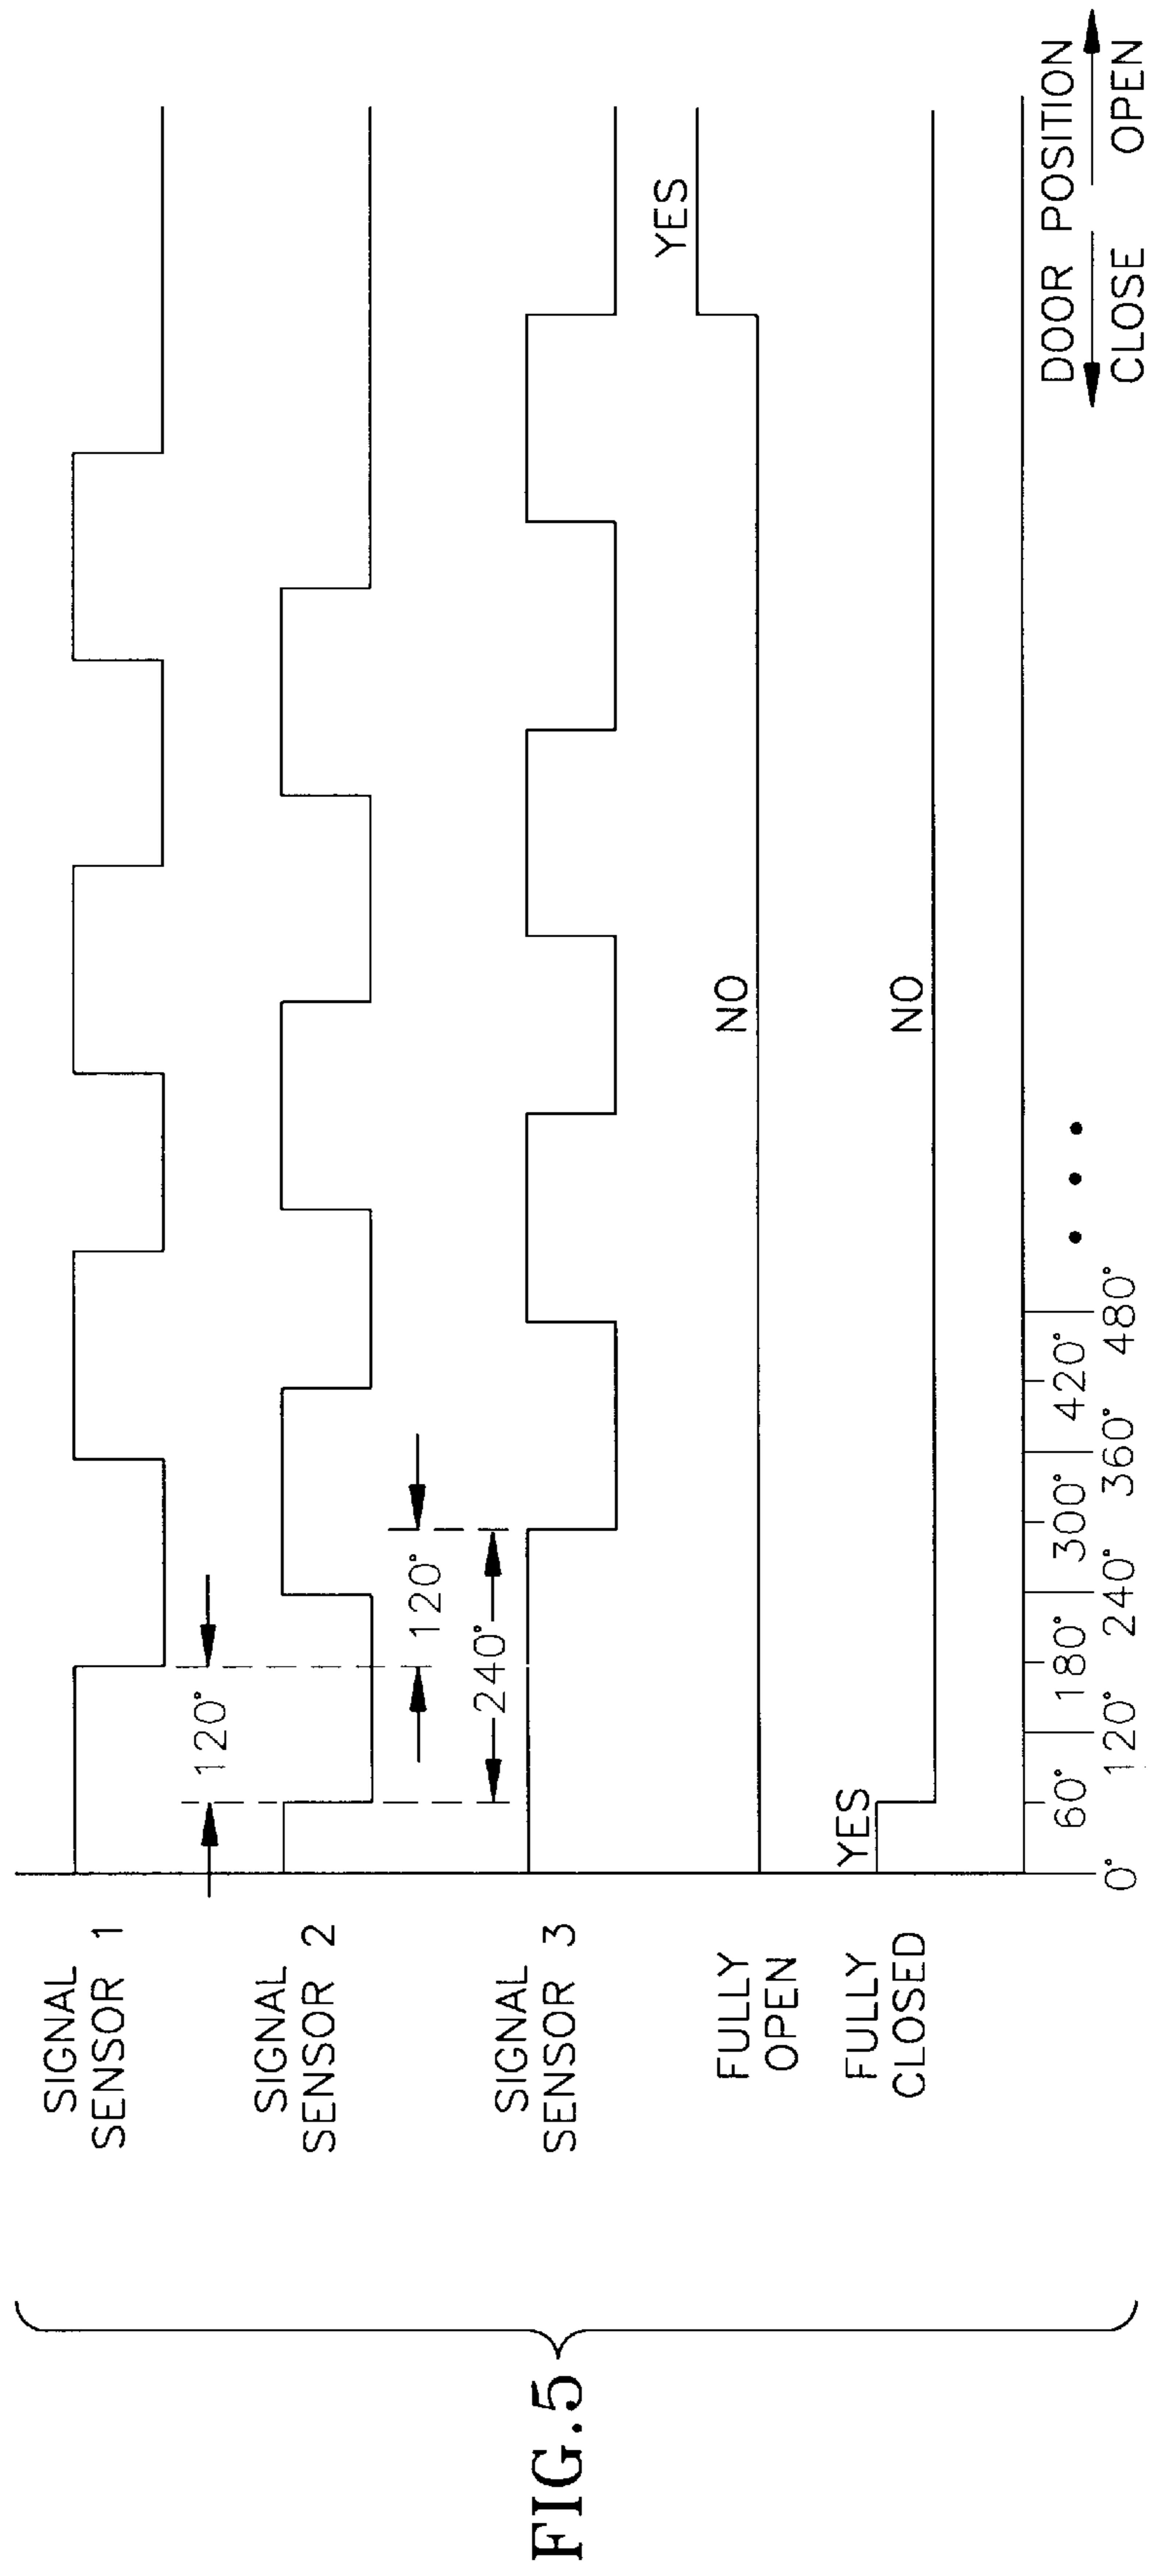 FIG.5
SIGNAL
SENSOR 1
120°
SIGNAL
SENSOR 2
120°
240°
SIGNAL
SENSOR 3
FULLY
OPEN
NO
YES
FULLY
CLOSED
YES
NO
60° 180° 300° 420°
0° 120° 240° 360° 480°
DOOR POSITION
CLOSE OPEN